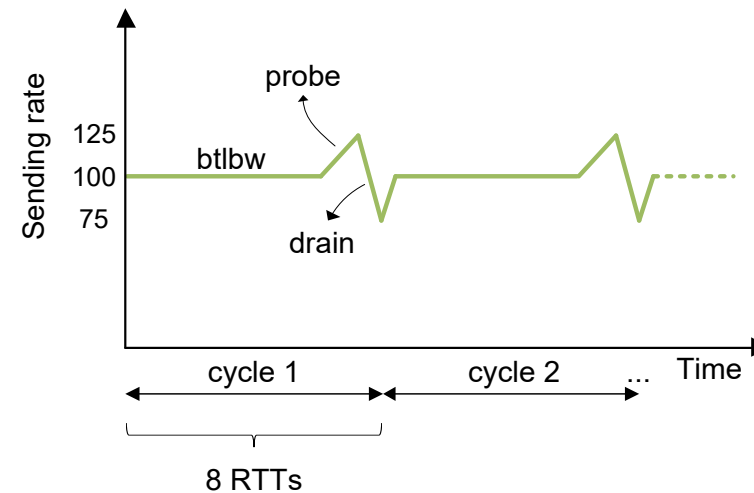 probe
125
btlbw
100
75
drain
Sending rate
cycle 1
cycle 2
...
Time
8 RTTs